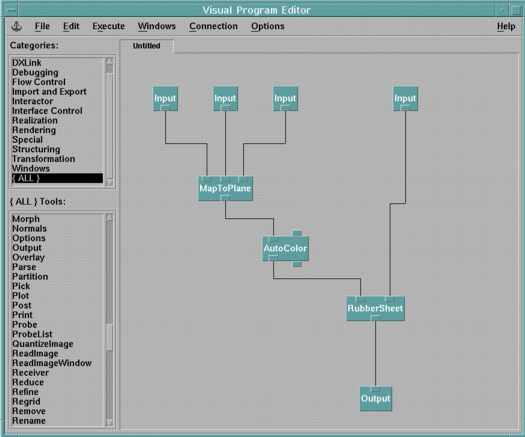 Visual Program Editor
File Edit Execute Windows Connection Options Help
Categories:
Untitled
DXLink
Debugging
Flow Control
Import and Export
Interactor
Interface Control
Realization
Rendering
Special
Structuring
Transformation
Windows
{ ALL }
{ ALL } Tools:
Morph
Normals
Options
Output
Overlay
Parse
Partition
Pick
Plot
Post
Print
Probe
ProbeList
QuantizeImage
ReadImage
ReadImageWindow
Receiver
Reduce
Refine
Regrid
Remove
Rename
Input Input Input Input
MapToPlane
AutoColor
RubberSheet
Output